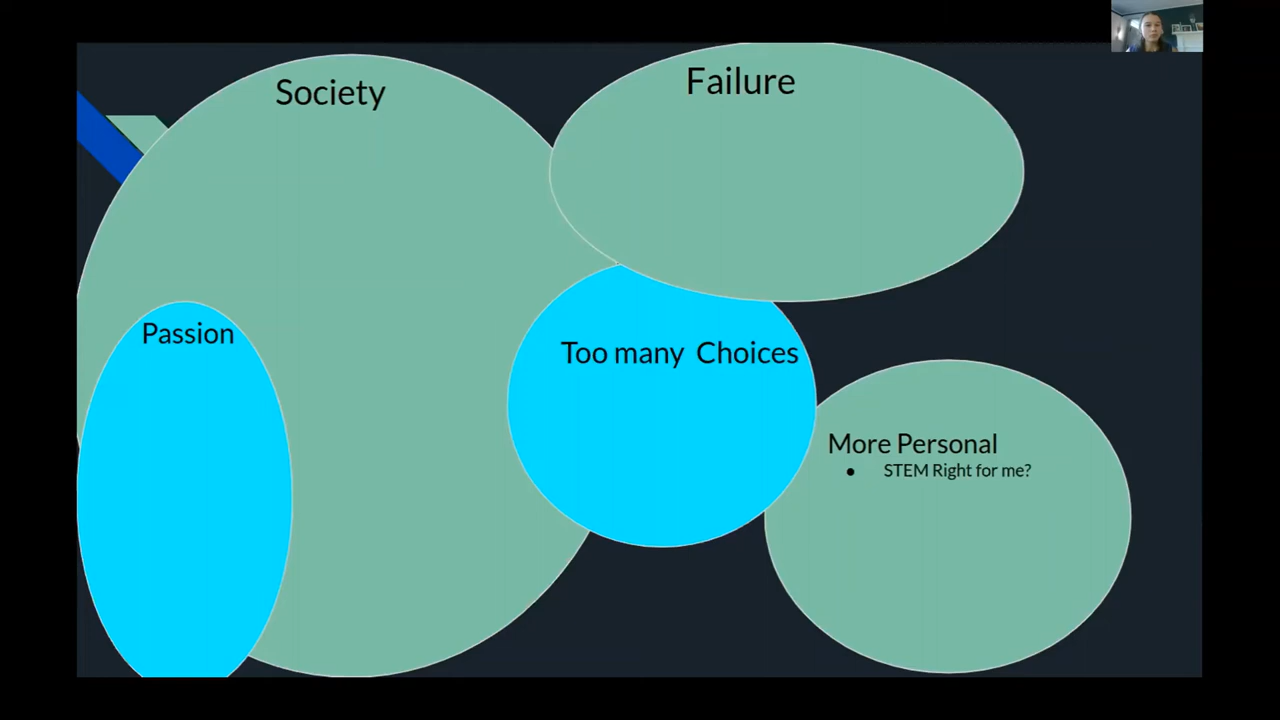 Society
Failure
Passion
Too many Choices
More Personal
● STEM Right for me?